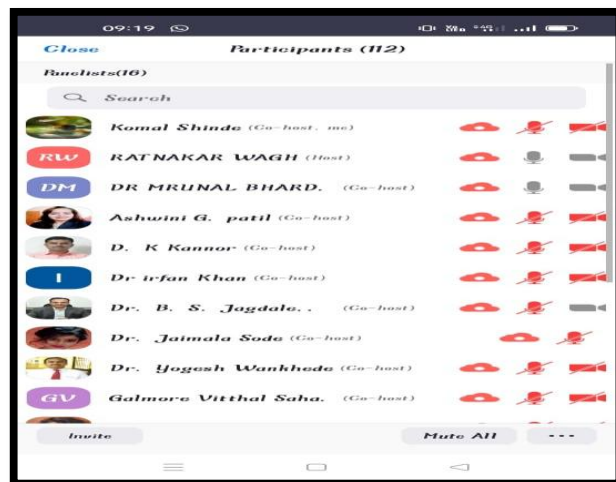 09:19
Close Participants (112)
Panelists(16)
Search
Komal Shinde (Co-host, me)
RW RATNAKAR WAGH (Host)
DM DR MRUNAL BHARD. (Co-host)
Ashwini G. patil (Co-host)
D. K Kannor (Co-host)
I Dr irfan Khan (Co-host)
Dr. B. S. Jagdale.. (Co-host)
Dr. Jaimala Sode (Co-host)
Dr. Yogesh Wankhede (Co-host)
GV Galmore Vitthal Saha. (Co-host)
Invite Mute All ...